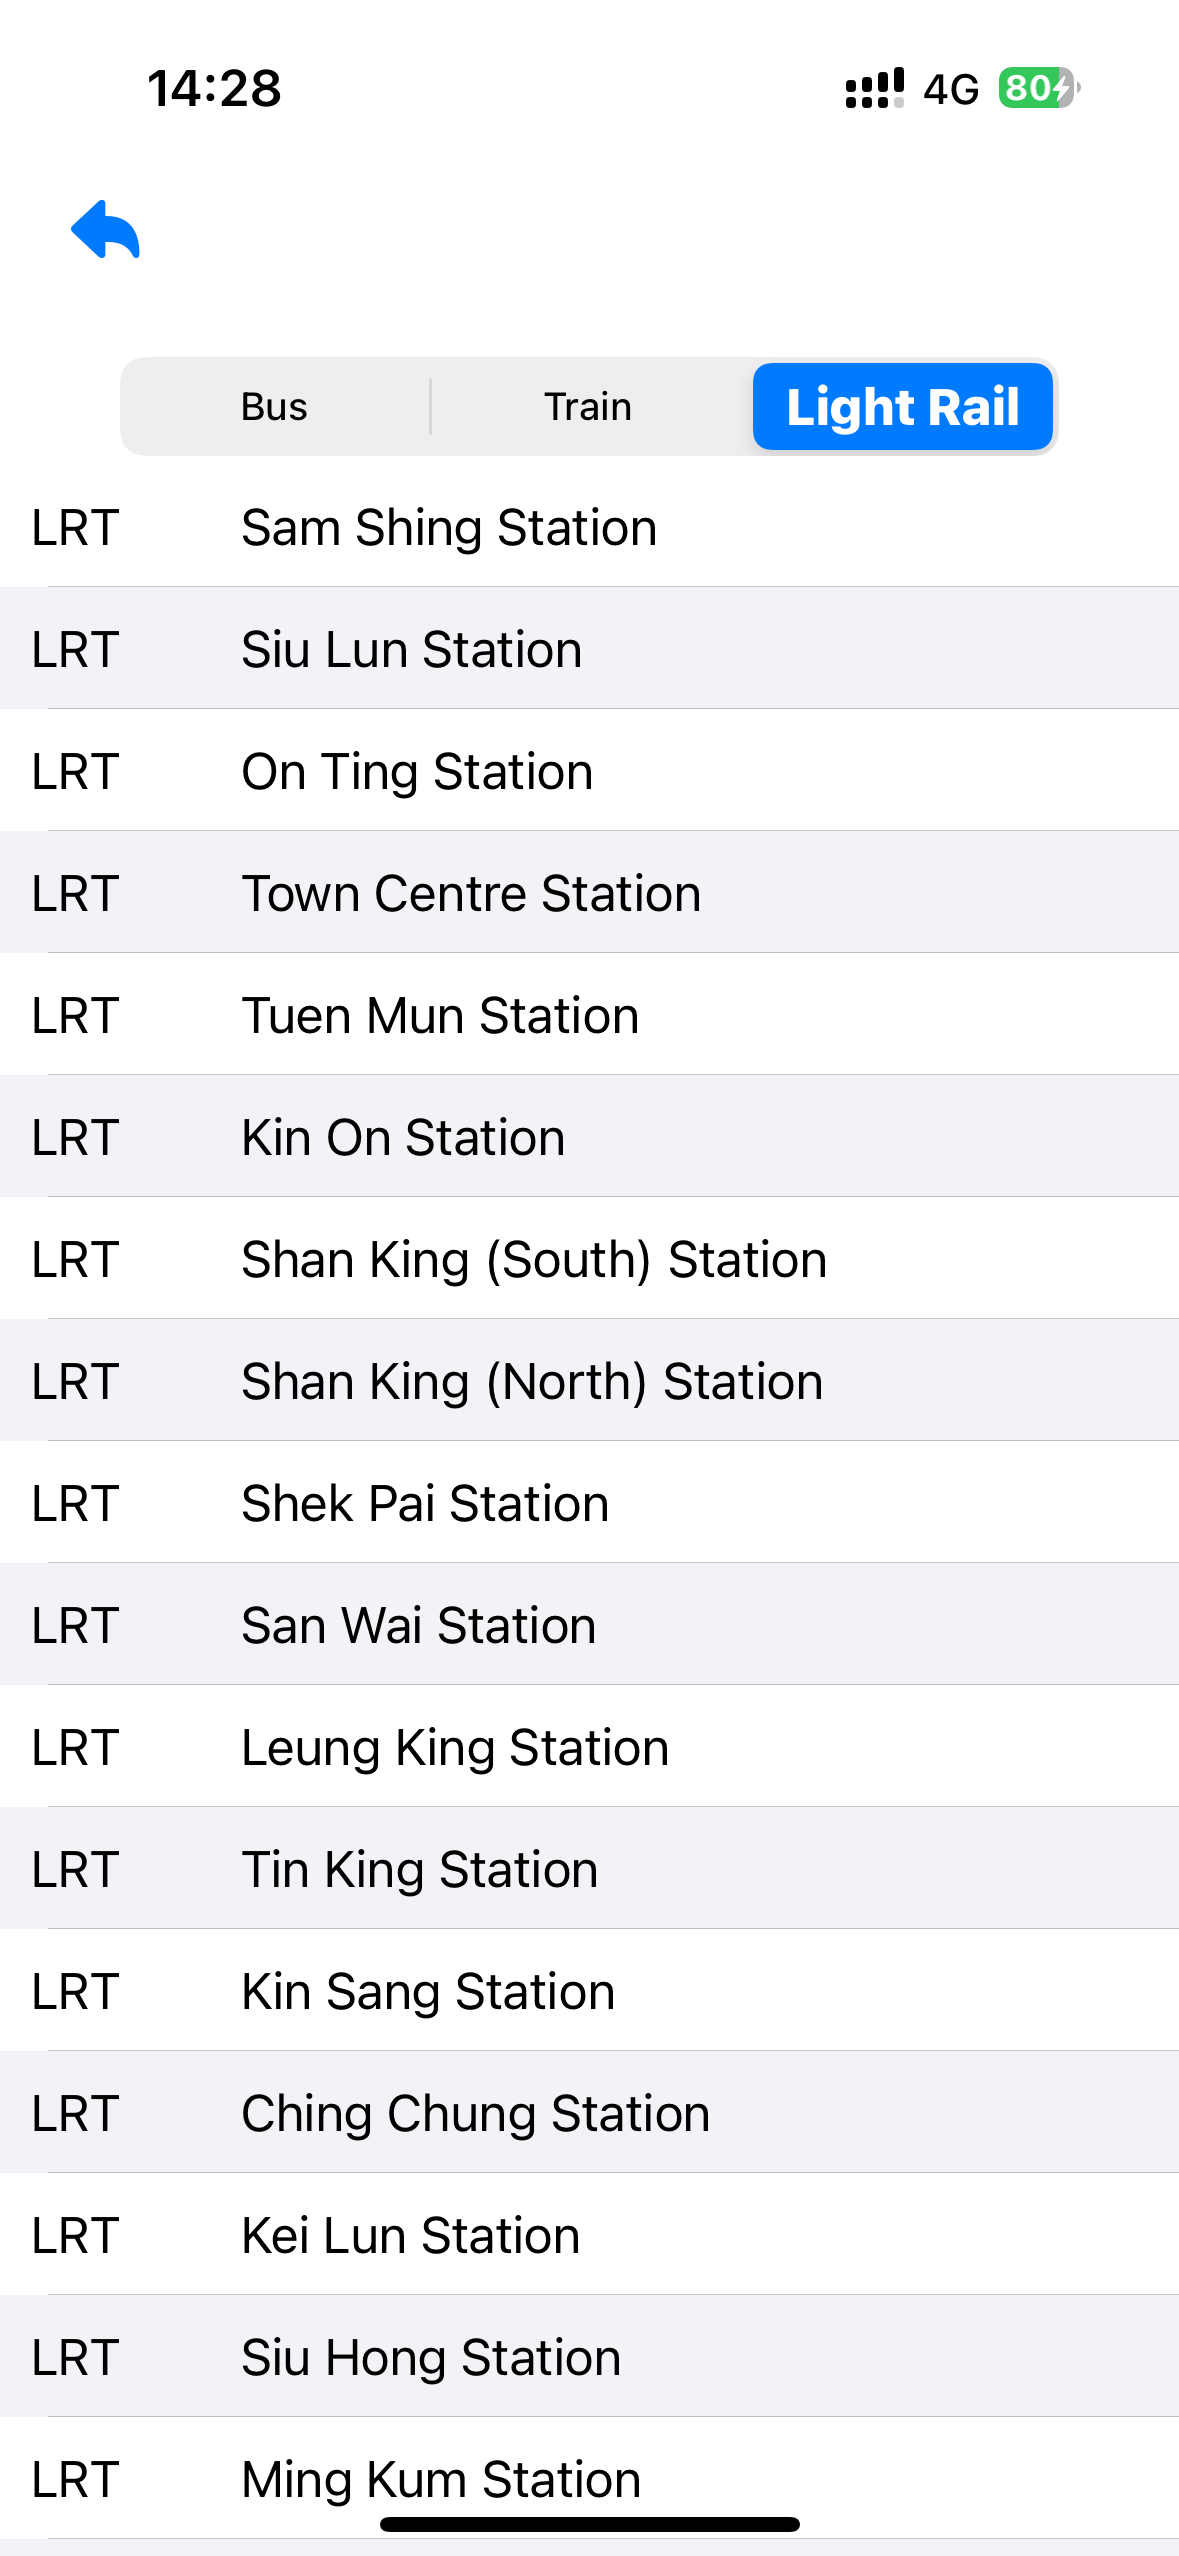 14:28 4G 80
Bus Train Light Rail
LRT Sam Shing Station
LRT Siu Lun Station
LRT On Ting Station
LRT Town Centre Station
LRT Tuen Mun Station
LRT Kin On Station
LRT Shan King (South) Station
LRT Shan King (North) Station
LRT Shek Pai Station
LRT San Wai Station
LRT Leung King Station
LRT Tin King Station
LRT Kin Sang Station
LRT Ching Chung Station
LRT Kei Lun Station
LRT Siu Hong Station
LRT Ming Kum Station